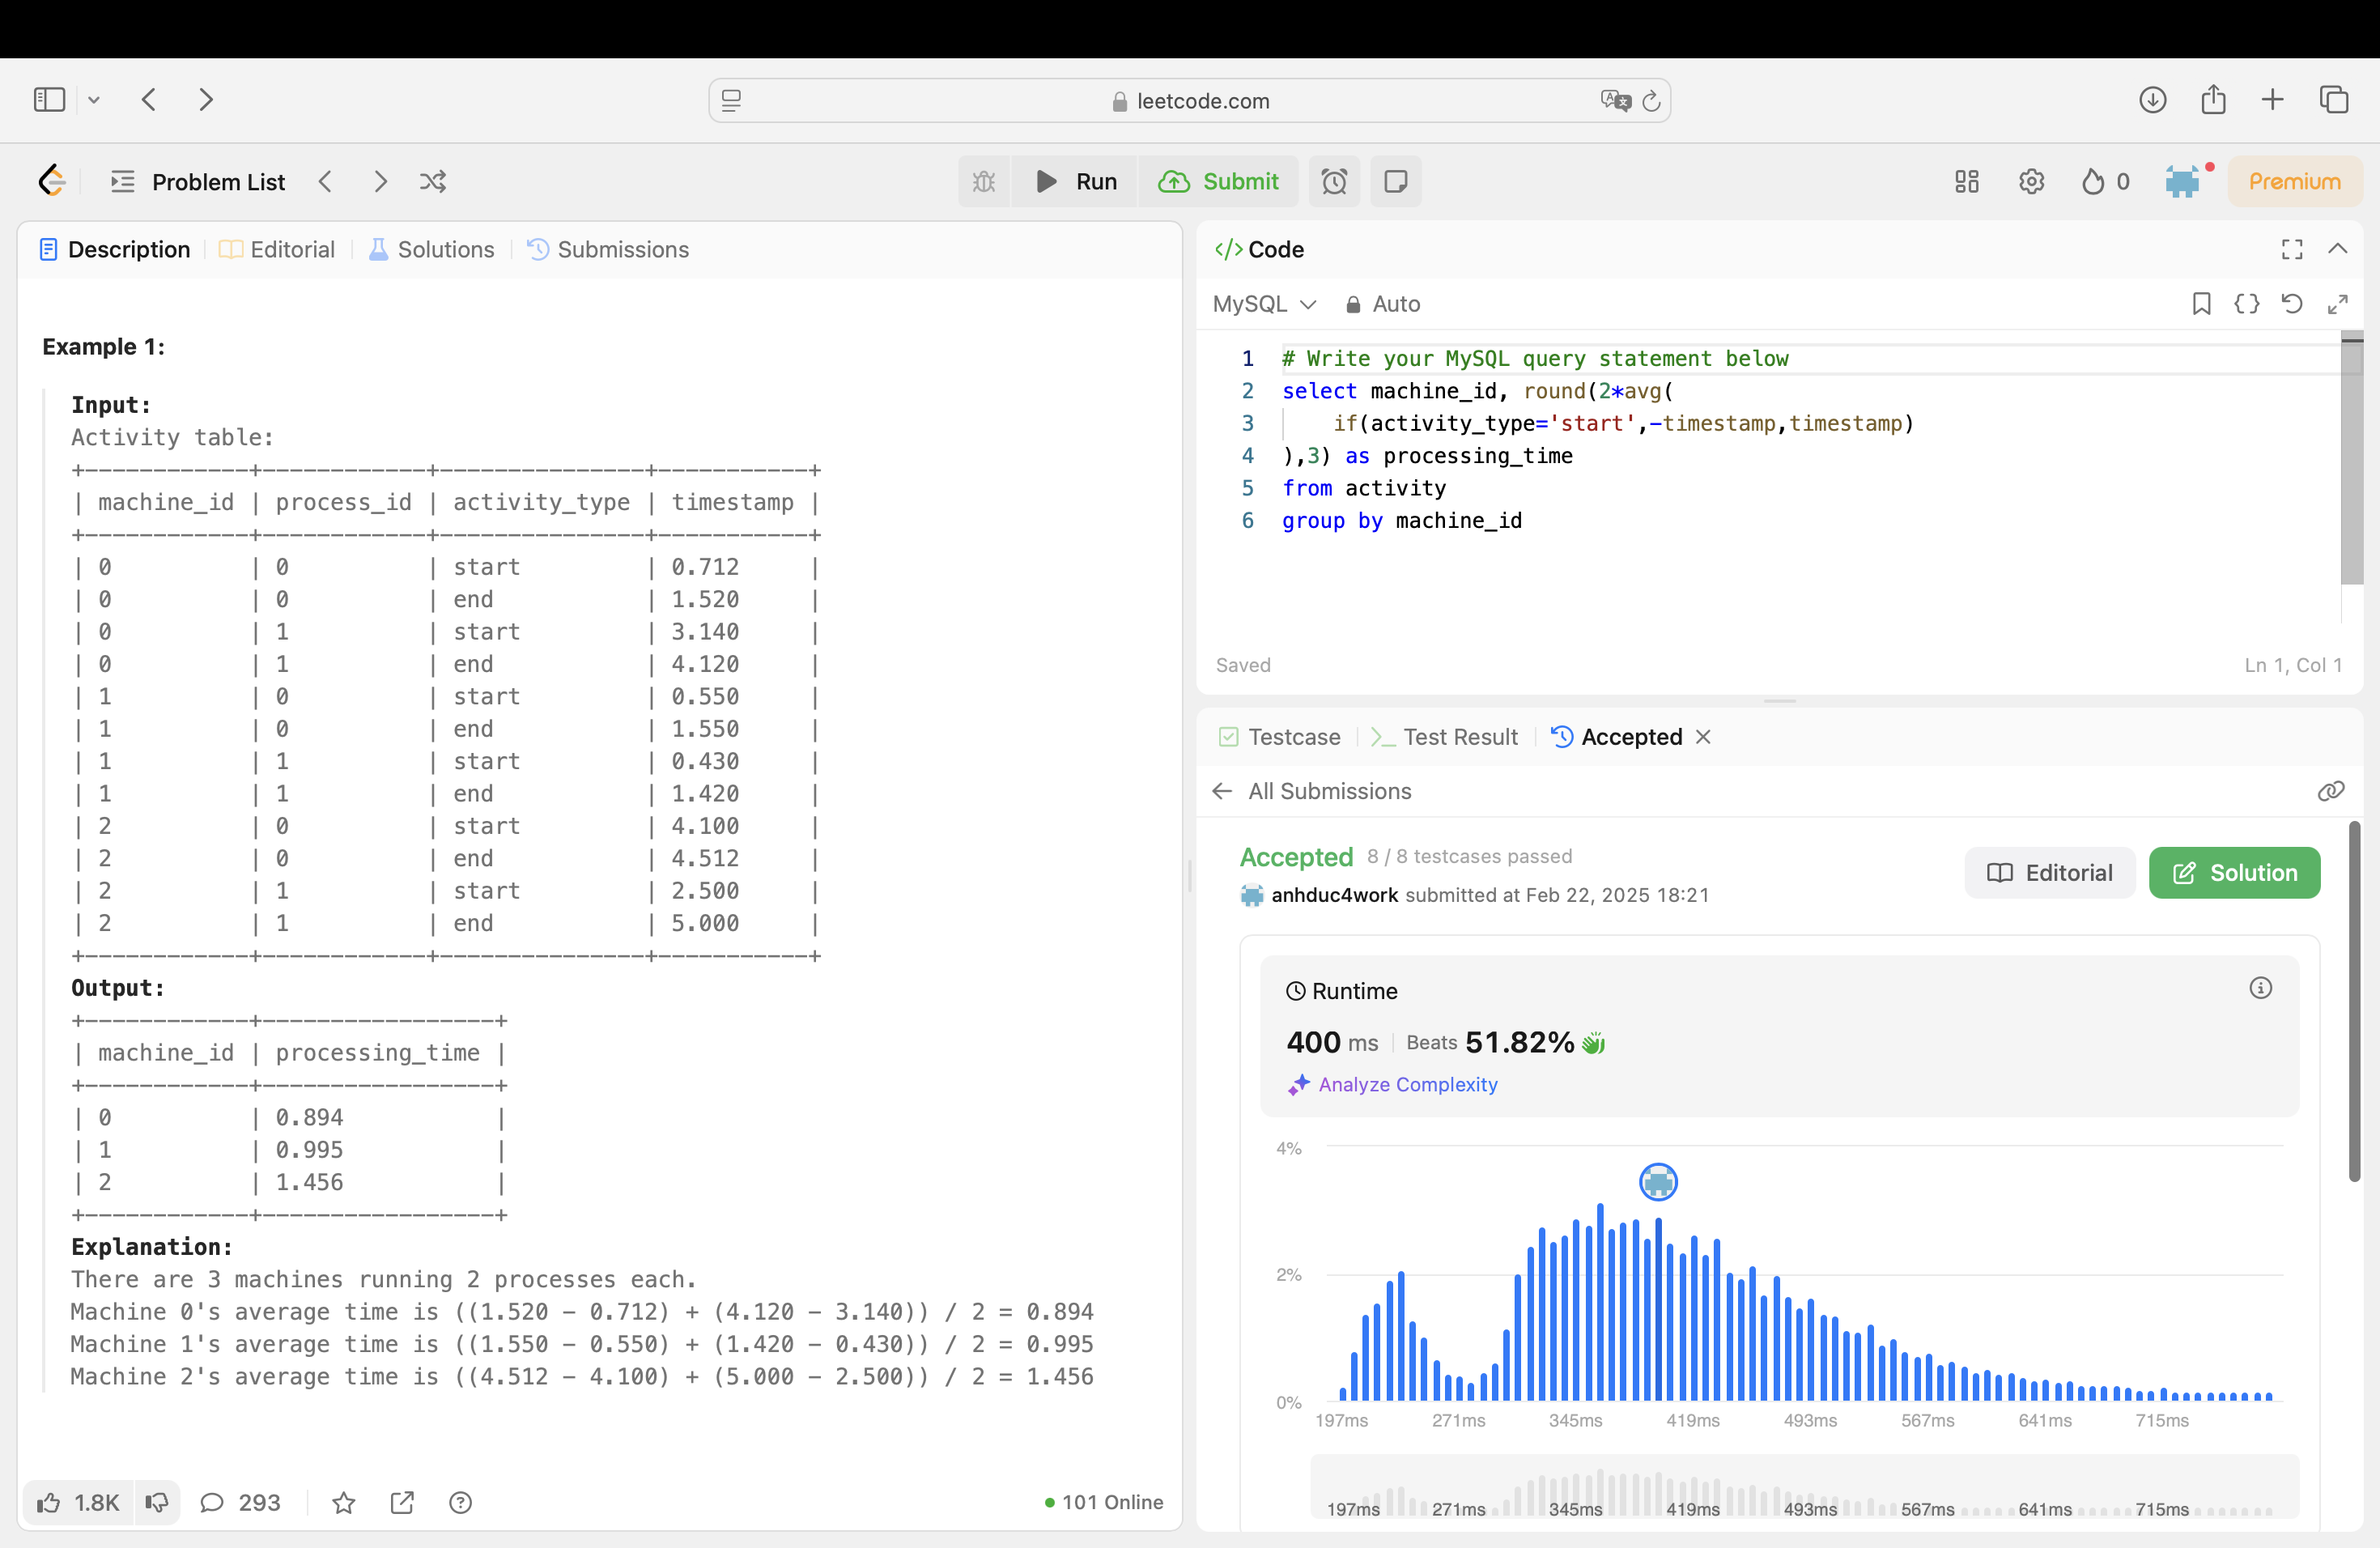 leetcode.com
Problem List
Run
Submit
0
Premium
Description
Editorial
Solutions
Submissions
Example 1:
Input:
Activity table:
+------------+------------+---------------+-----------+
| machine_id | process_id | activity_type | timestamp |
+------------+------------+---------------+-----------+
| 0          | 0          | start         | 0.712     |
| 0          | 0          | end           | 1.520     |
| 0          | 1          | start         | 3.140     |
| 0          | 1          | end           | 4.120     |
| 1          | 0          | start         | 0.550     |
| 1          | 0          | end           | 1.550     |
| 1          | 1          | start         | 0.430     |
| 1          | 1          | end           | 1.420     |
| 2          | 0          | start         | 4.100     |
| 2          | 0          | end           | 4.512     |
| 2          | 1          | start         | 2.500     |
| 2          | 1          | end           | 5.000     |
+------------+------------+---------------+-----------+
Output:
+------------+-----------------+
| machine_id | processing_time |
+------------+-----------------+
| 0          | 0.894           |
| 1          | 0.995           |
| 2          | 1.456           |
+------------+-----------------+
Explanation:
There are 3 machines running 2 processes each.
Machine 0's average time is ((1.520 - 0.712) + (4.120 - 3.140)) / 2 = 0.894
Machine 1's average time is ((1.550 - 0.550) + (1.420 - 0.430)) / 2 = 0.995
Machine 2's average time is ((4.512 - 4.100) + (5.000 - 2.500)) / 2 = 1.456
1.8K
293
101 Online
</> Code
MySQL
Auto
1 # Write your MySQL query statement below
2 select machine_id, round(2*avg(
3     if(activity_type='start',-timestamp,timestamp)
4 ),3) as processing_time
5 from activity
6 group by machine_id
Saved
Ln 1, Col 1
Testcase
Test Result
Accepted
All Submissions
Accepted 8 / 8 testcases passed
anhduc4work submitted at Feb 22, 2025 18:21
Editorial
Solution
Runtime
400 ms | Beats 51.82%
Analyze Complexity
4%
2%
0%
197ms 271ms 345ms 419ms 493ms 567ms 641ms 715ms
197ms 271ms 345ms 419ms 493ms 567ms 641ms 715ms